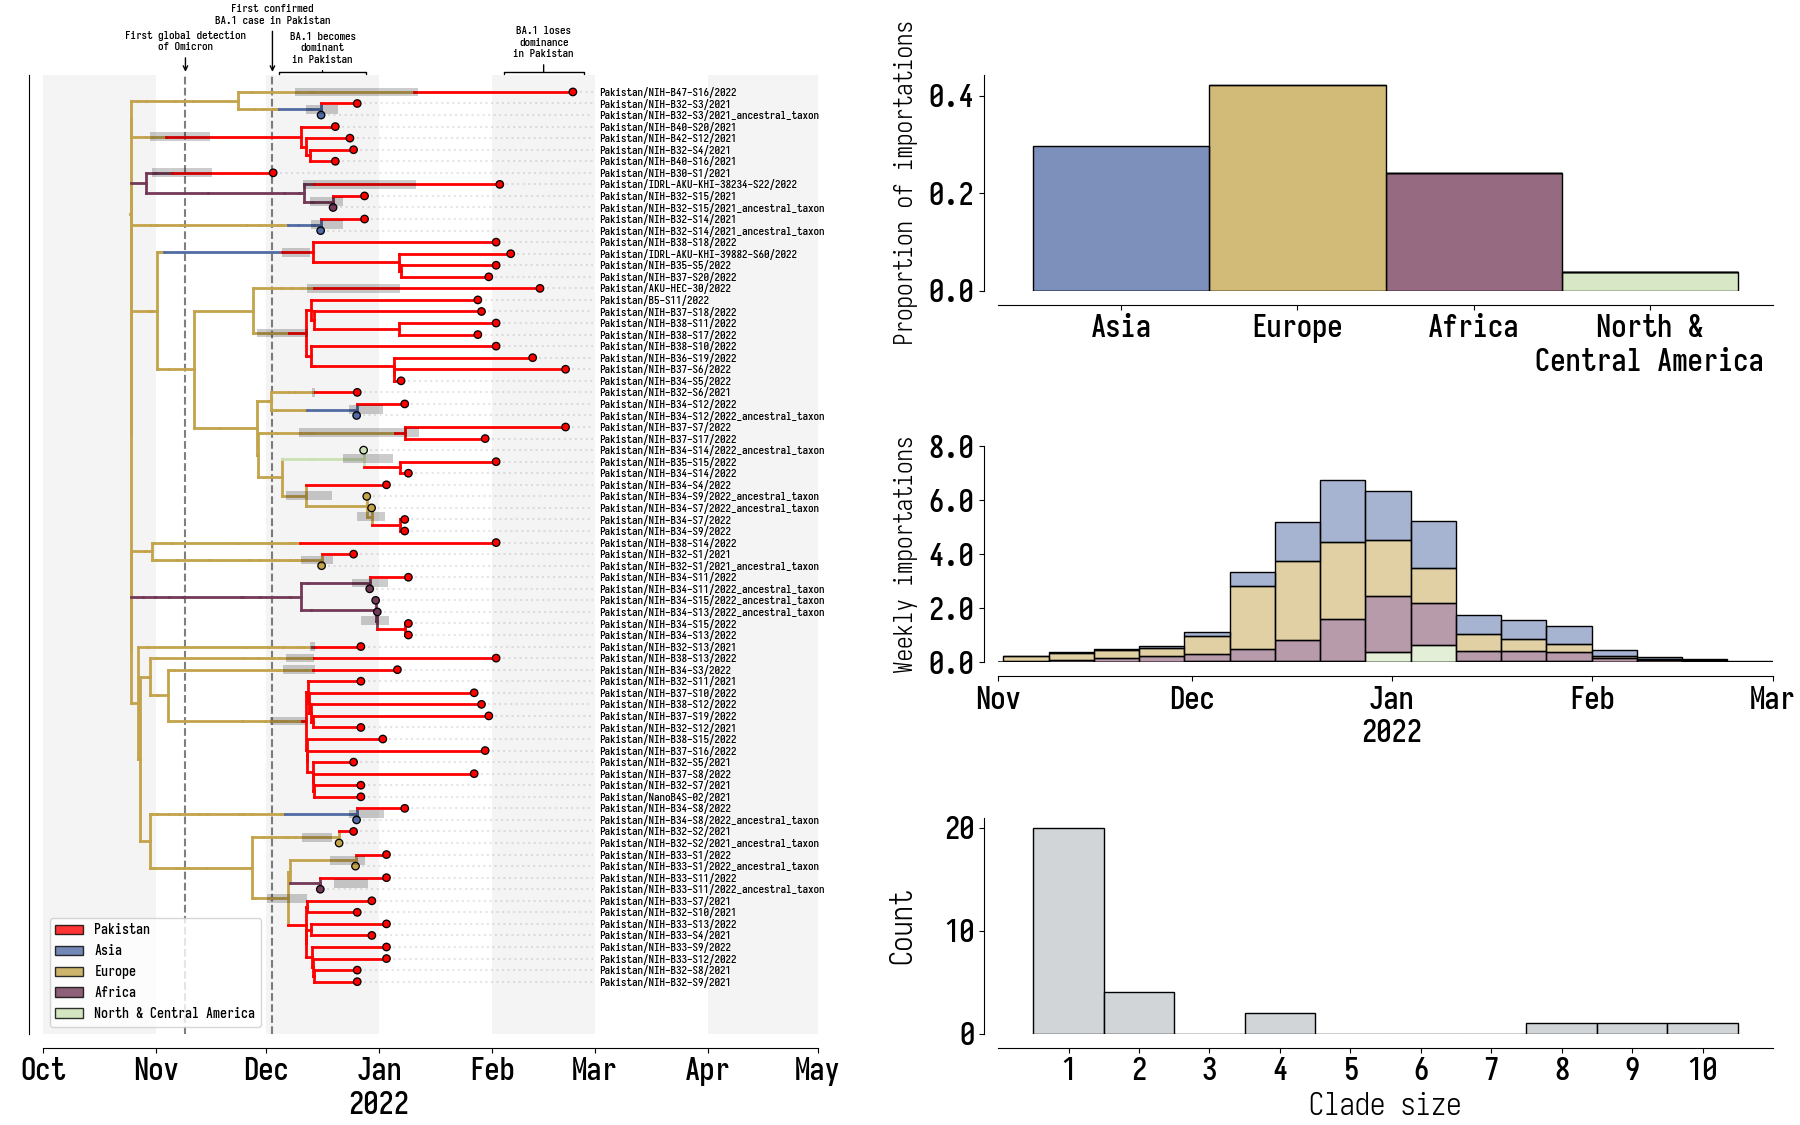 First confirmed
BA.1 case in Pakistan
First global detection
of Omicron
BA.1 becomes
dominant
in Pakistan
BA.1 loses
dominance
in Pakistan
Pakistan/NIH-B47-S16/2022
Pakistan/NIH-B32-S3/2021
Pakistan/NIH-B32-S3/2021_ancestral_taxon
Pakistan/NIH-B40-S20/2021
Pakistan/NIH-B42-S12/2021
Pakistan/NIH-B32-S4/2021
Pakistan/NIH-B40-S16/2021
Pakistan/NIH-B30-S1/2021
Pakistan/IDRL-AKU-KHI-38234-S22/2022
Pakistan/NIH-B32-S15/2021
Pakistan/NIH-B32-S15/2021_ancestral_taxon
Pakistan/NIH-B32-S14/2021
Pakistan/NIH-B32-S14/2021_ancestral_taxon
Pakistan/NIH-B38-S18/2022
Pakistan/IDRL-AKU-KHI-39882-S60/2022
Pakistan/NIH-B35-S5/2022
Pakistan/NIH-B37-S20/2022
Pakistan/AKU-HEC-30/2022
Pakistan/B5-S11/2022
Pakistan/NIH-B37-S18/2022
Pakistan/NIH-B38-S11/2022
Pakistan/NIH-B38-S17/2022
Pakistan/NIH-B38-S10/2022
Pakistan/NIH-B36-S19/2022
Pakistan/NIH-B37-S6/2022
Pakistan/NIH-B34-S5/2022
Pakistan/NIH-B32-S6/2021
Pakistan/NIH-B34-S12/2022
Pakistan/NIH-B34-S12/2022_ancestral_taxon
Pakistan/NIH-B37-S7/2022
Pakistan/NIH-B37-S17/2022
Pakistan/NIH-B34-S14/2022_ancestral_taxon
Pakistan/NIH-B35-S15/2022
Pakistan/NIH-B34-S14/2022
Pakistan/NIH-B34-S4/2022
Pakistan/NIH-B34-S9/2022_ancestral_taxon
Pakistan/NIH-B34-S7/2022_ancestral_taxon
Pakistan/NIH-B34-S7/2022
Pakistan/NIH-B34-S9/2022
Pakistan/NIH-B38-S14/2022
Pakistan/NIH-B32-S1/2021
Pakistan/NIH-B32-S1/2021_ancestral_taxon
Pakistan/NIH-B34-S11/2022
Pakistan/NIH-B34-S11/2022_ancestral_taxon
Pakistan/NIH-B34-S15/2022_ancestral_taxon
Pakistan/NIH-B34-S13/2022_ancestral_taxon
Pakistan/NIH-B34-S15/2022
Pakistan/NIH-B34-S13/2022
Pakistan/NIH-B32-S13/2021
Pakistan/NIH-B38-S13/2022
Pakistan/NIH-B34-S3/2022
Pakistan/NIH-B32-S11/2021
Pakistan/NIH-B37-S10/2022
Pakistan/NIH-B38-S12/2022
Pakistan/NIH-B37-S19/2022
Pakistan/NIH-B32-S12/2021
Pakistan/NIH-B38-S15/2022
Pakistan/NIH-B37-S16/2022
Pakistan/NIH-B32-S5/2021
Pakistan/NIH-B37-S8/2022
Pakistan/NIH-B32-S7/2021
Pakistan/NanoB4S-02/2021
Pakistan/NIH-B34-S8/2022
Pakistan/NIH-B34-S8/2022_ancestral_taxon
Pakistan/NIH-B32-S2/2021
Pakistan/NIH-B32-S2/2021_ancestral_taxon
Pakistan/NIH-B33-S1/2022
Pakistan/NIH-B33-S1/2022_ancestral_taxon
Pakistan/NIH-B33-S11/2022
Pakistan/NIH-B33-S11/2022_ancestral_taxon
Pakistan/NIH-B33-S7/2021
Pakistan/NIH-B32-S10/2021
Pakistan/NIH-B33-S13/2022
Pakistan/NIH-B33-S4/2021
Pakistan/NIH-B33-S9/2022
Pakistan/NIH-B33-S12/2022
Pakistan/NIH-B32-S8/2021
Pakistan/NIH-B32-S9/2021
Pakistan
Asia
Europe
Africa
North & Central America
Oct
Nov
Dec
Jan
2022
Feb
Mar
Apr
May
Proportion of importations
0.4
0.2
0.0
Asia
Europe
Africa
North &
Central America
Weekly importations
8.0
6.0
4.0
2.0
0.0
Nov
Dec
Jan
2022
Feb
Mar
Count
20
10
0
1
2
3
4
5
6
7
8
9
10
Clade size